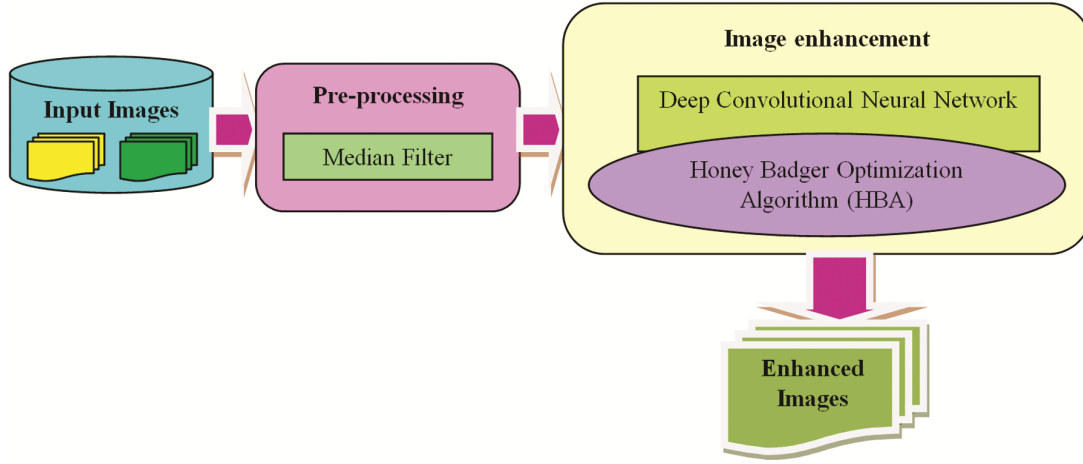 Input Images
Pre-processing
Median Filter
Image enhancement
Deep Convolutional Neural Network
Honey Badger Optimization
Algorithm (HBA)
Enhanced
Images